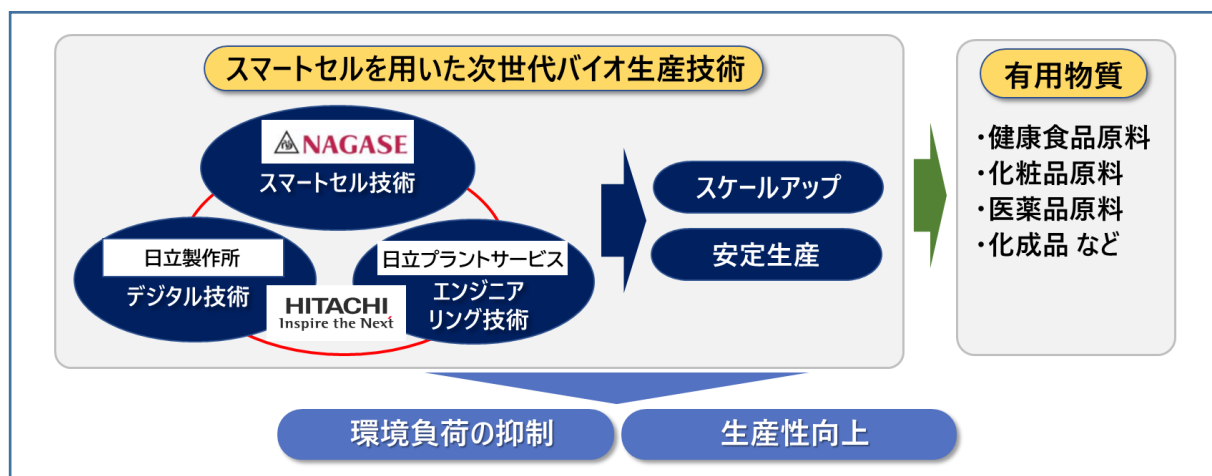 スマートセルを用いた次世代バイオ生産技術
NAGASE
スマートセル技術
日立製作所
デジタル技術
日立プラントサービス
エンジニア
リング技術
HITACHI
Inspire the Next
スケールアップ
安定生産
有用物質
・健康食品原料
・化粧品原料
・医薬品原料
・化成品 など
環境負荷の抑制
生産性向上